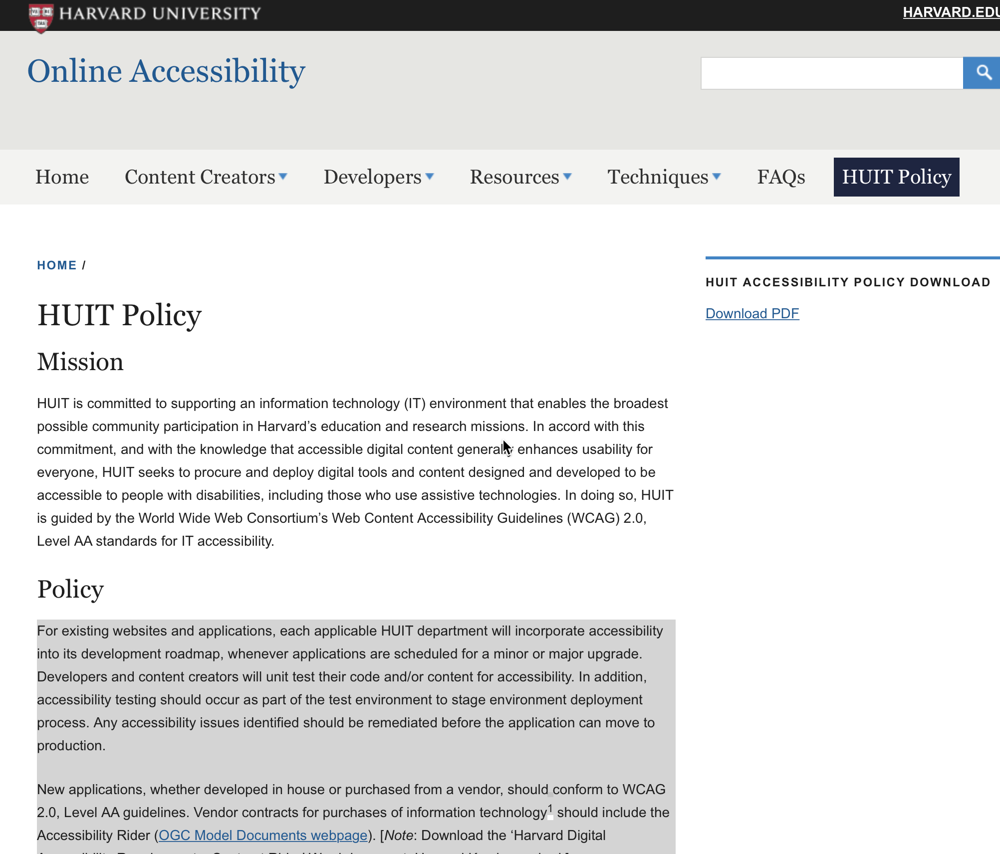 HARVARD UNIVERSITY
HARVARD.EDU
Online Accessibility
Home Content Creators Developers Resources Techniques FAQs HUIT Policy
HOME /
HUIT Policy
Mission
HUIT is committed to supporting an information technology (IT) environment that enables the broadest
possible community participation in Harvard’s education and research missions. In accord with this
commitment, and with the knowledge that accessible digital content generally enhances usability for
everyone, HUIT seeks to procure and deploy digital tools and content designed and developed to be
accessible to people with disabilities, including those who use assistive technologies. In doing so, HUIT
is guided by the World Wide Web Consortium’s Web Content Accessibility Guidelines (WCAG) 2.0,
Level AA standards for IT accessibility.
Policy
For existing websites and applications, each applicable HUIT department will incorporate accessibility
into its development roadmap, whenever applications are scheduled for a minor or major upgrade.
Developers and content creators will unit test their code and/or content for accessibility. In addition,
accessibility testing should occur as part of the test environment to stage environment deployment
process. Any accessibility issues identified should be remediated before the application can move to
production.
New applications, whether developed in house or purchased from a vendor, should conform to WCAG
2.0, Level AA guidelines. Vendor contracts for purchases of information technology1 should include the
Accessibility Rider (OGC Model Documents webpage). [Note: Download the ‘Harvard Digital
HUIT ACCESSIBILITY POLICY DOWNLOAD
Download PDF